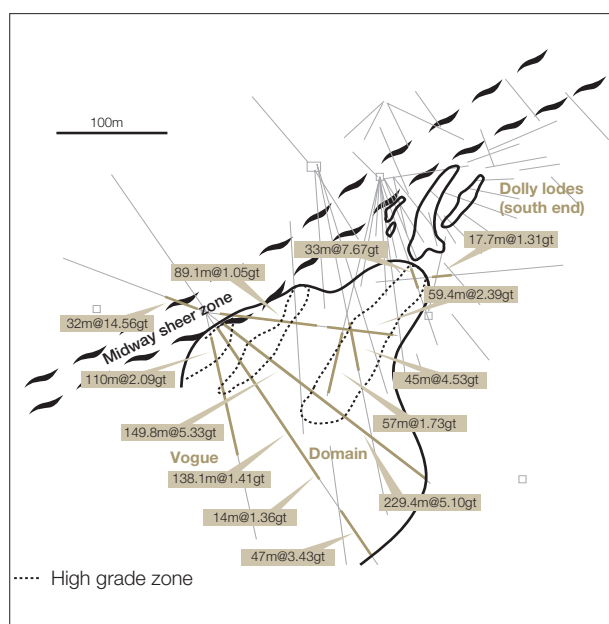 100m
Dolly lodes
(south end)
17.7m@1.31gt
33m@7.67gt
89.1m@1.05gt
59.4m@2.39gt
32m@14.56gt
Midway sheer zone
110m@2.09gt
45m@4.53gt
57m@1.73gt
149.8m@5.33gt
Vogue
Domain
138.1m@1.41gt
229.4m@5.10gt
14m@1.36gt
47m@3.43gt
High grade zone